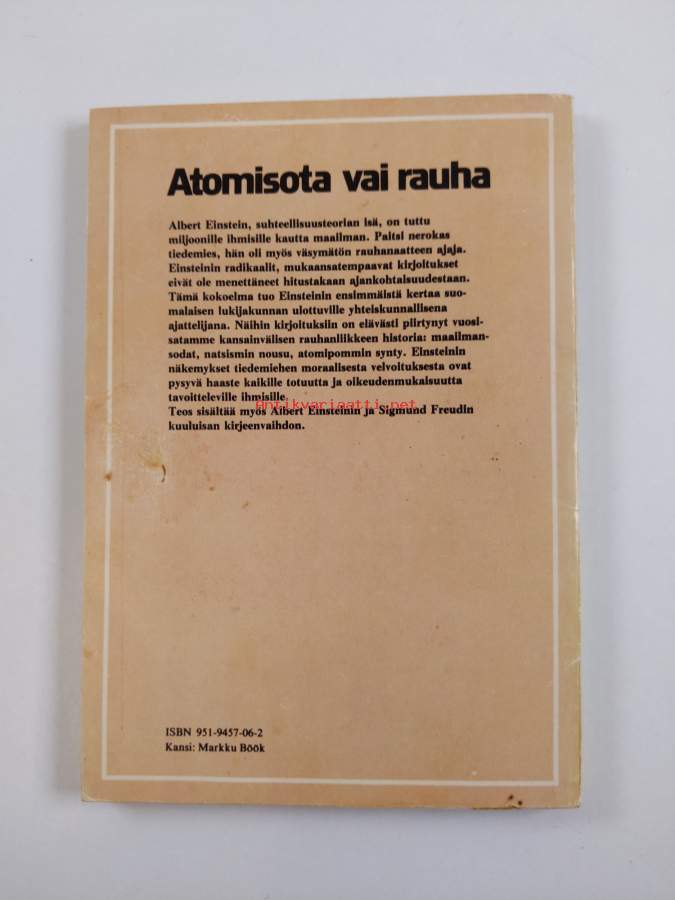 Atomisota vai rauha
Albert Einstein, suhteellisuusteorian isä, on tuttu
miljoonille ihmisille kautta maailman. Paitsi nerokas
tiedemies, hän oli myös väsymätön rauhanaatteen ajaja.
Einsteinin radikaalit, mukaansatempaavat kirjoitukset
eivät ole menettäneet hitustakaan ajankohtaisuudestaan.
Tämä kokoelma tuo Einsteinin ensimmäistä kertaa suo-
malaisen lukijakunnan ulottuville yhteiskunnallisena
ajattelijana. Näihin kirjoituksiin on elävästi piirtynyt vuosi-
satamme kansainvälisen rauhanliikkeen historia: maailman-
sodat, natsismin nousu, atomipommin synty. Einsteinin
näkemykset tiedemiehen moraalisesta velvoituksesta ovat
pysyvä haaste kaikille totuutta ja oikeudenmukaisuutta
tavoitteleville ihmisille.
Antikvariaatti.net
Teos sisältää myös Albert Einsteinin ja Sigmund Freudin
kuuluisan kirjeenvaihdon.
ISBN 951-9457-06-2
Kansi: Markku Böök